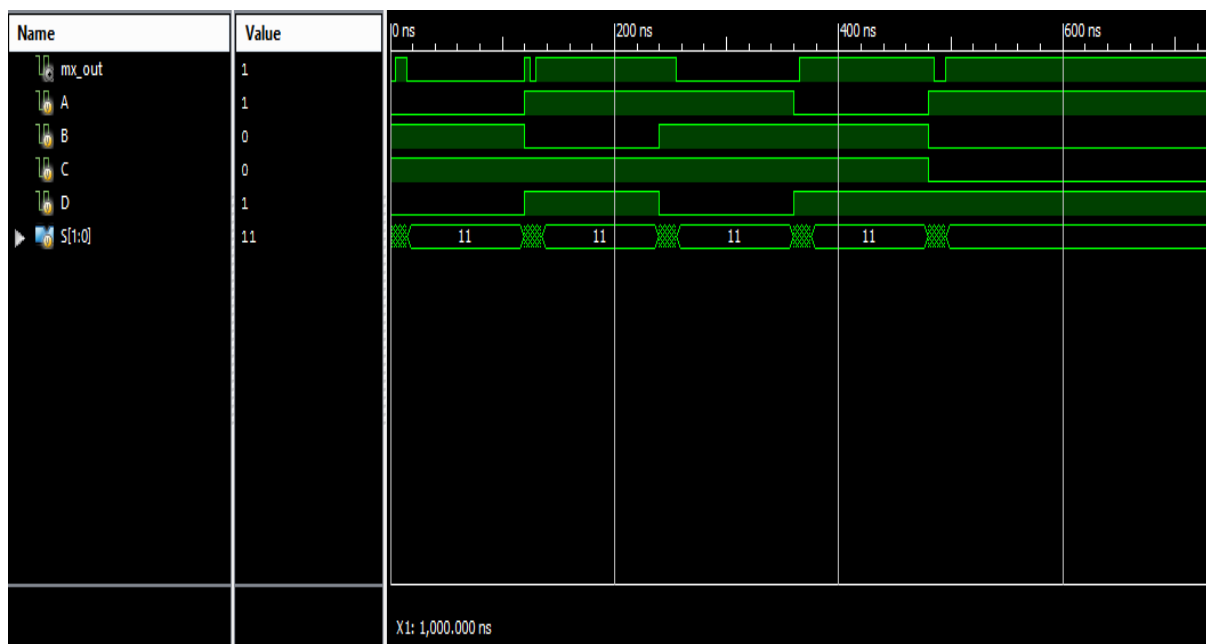 Name Value 0 ns 200 ns 400 ns 600 ns
mx_out 1
A 1
B 0
C 0
D 1
S[1:0] 11 11 11 11 11
X1: 1,000.000 ns